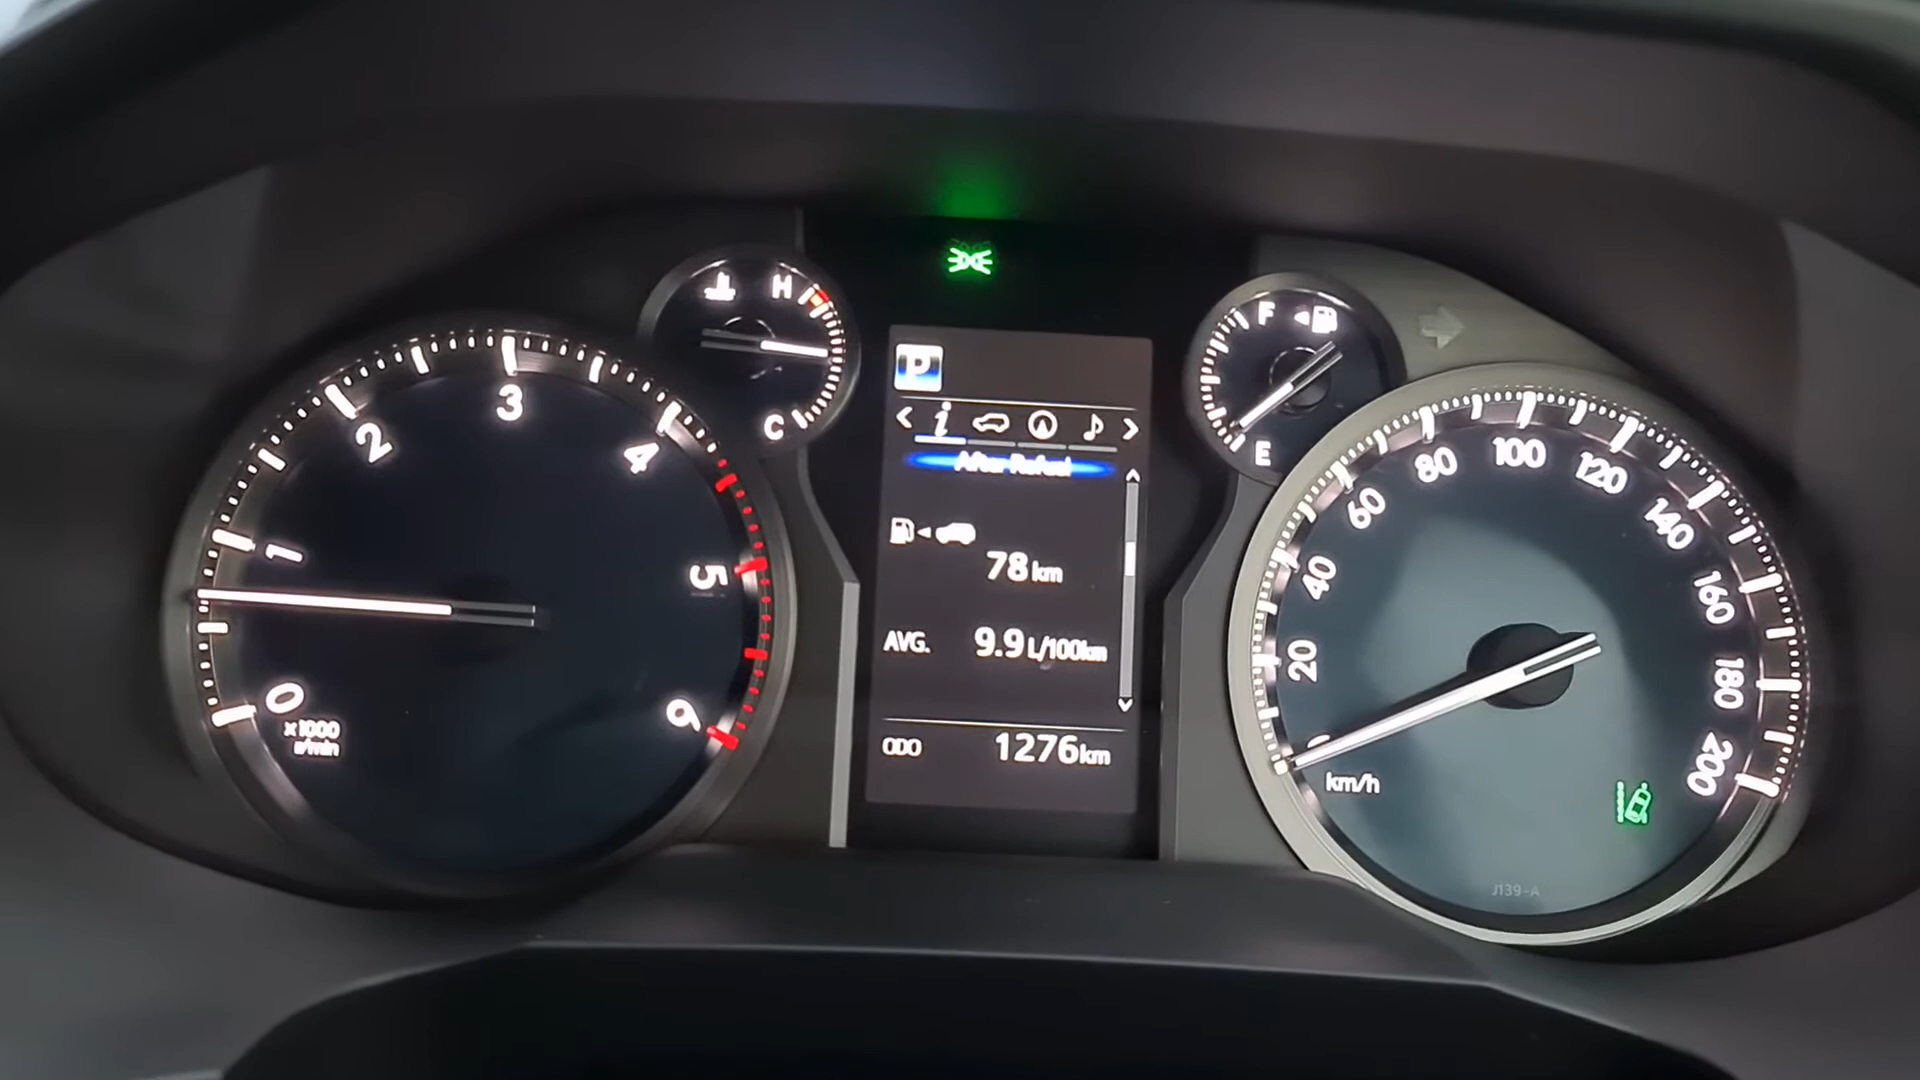 0
1
2
3
4
5
6
x1000
r/min
H
C
P
i
After Refuel
78 km
AVG. 9.9 L/100km
ODO 1276 km
F
E
0
20
40
60
80
100
120
140
160
180
200
km/h
J139-A